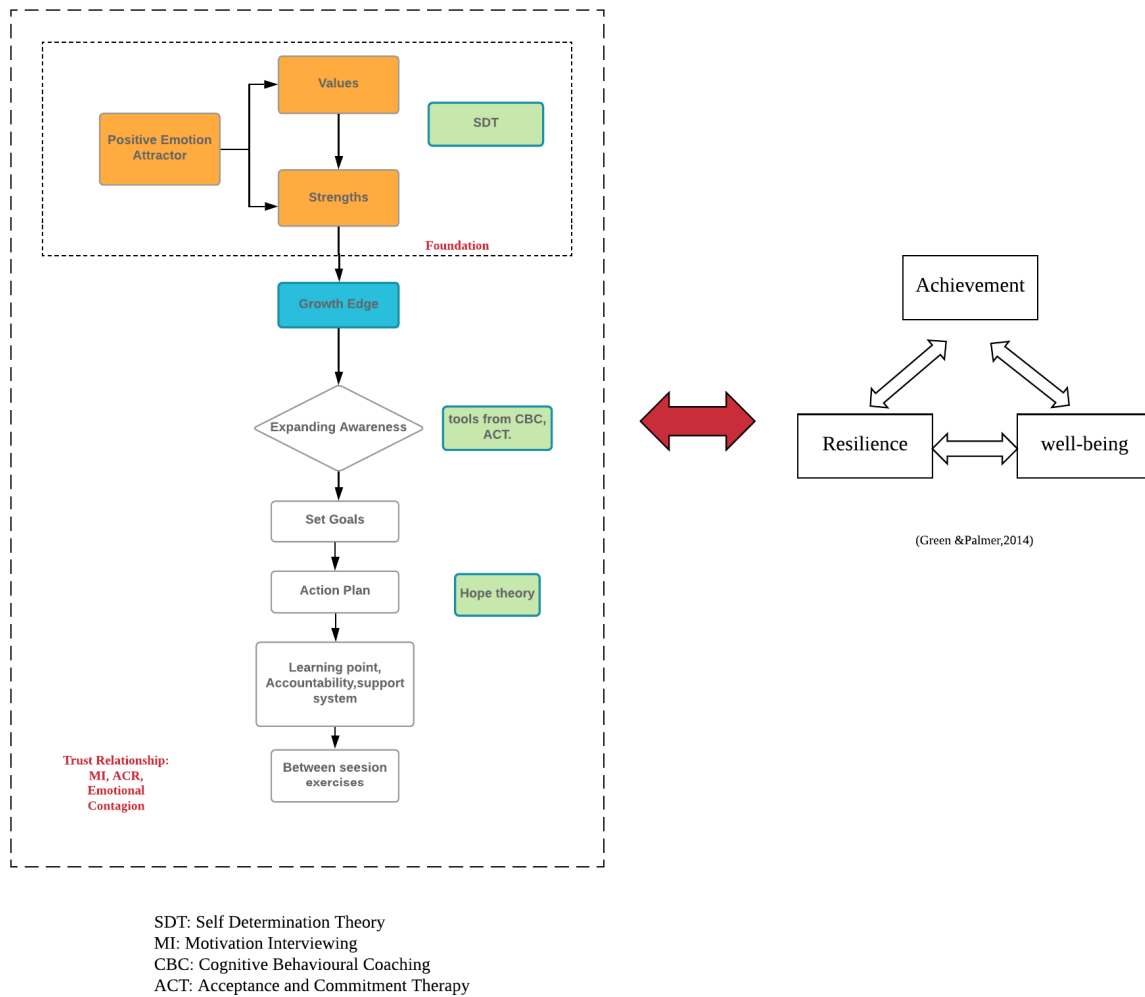 Values
SDT
Positive Emotion
Attractor
Strengths
Foundation
Growth Edge
Expanding Awareness
tools from CBC,
ACT.
Set Goals
Action Plan
Hope theory
Learning point,
Accountability,support
system
Between seesion
exercises
Trust Relationship:
MI, ACR,
Emotional
Contagion
Achievement
Resilience
well-being
(Green &Palmer,2014)
SDT: Self Determination Theory
MI: Motivation Interviewing
CBC: Cognitive Behavioural Coaching
ACT: Acceptance and Commitment Therapy